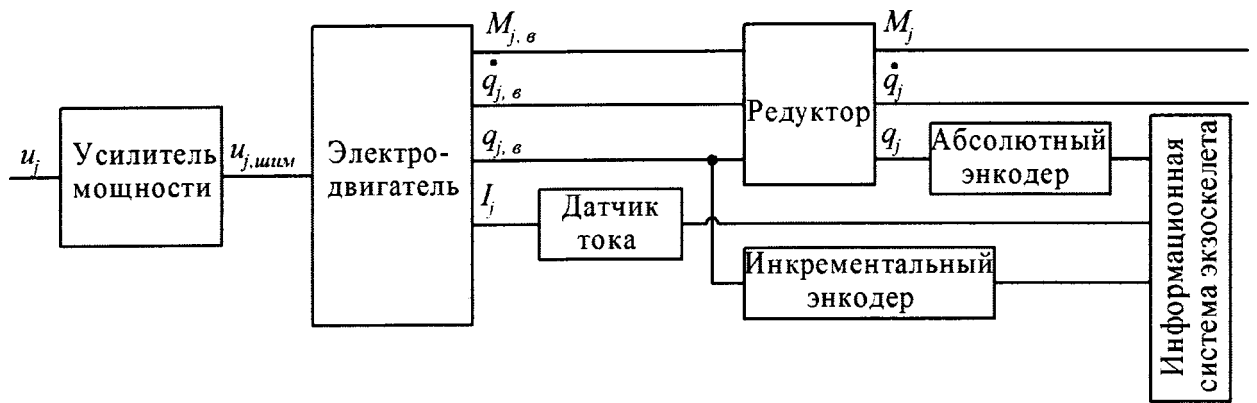 u_j
Усилитель
мощности
u_j,шим
Электро-
двигатель
M_j, в
q̇_j, в
q_j, в
I_j
Датчик
тока
Редуктор
M_j
q̇_j
q_j
Абсолютный
энкодер
Инкрементальный
энкодер
Информационная
система экзоскелета